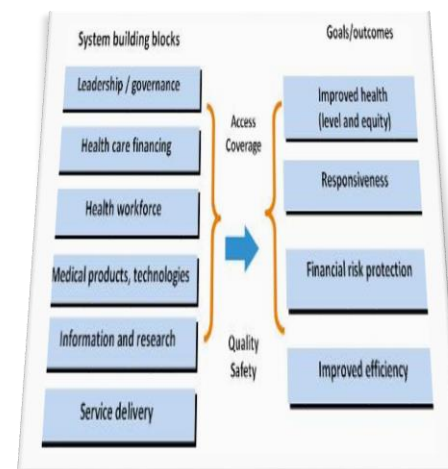 System building blocks
Leadership / governance
Health care financing
Health workforce
Medical products, technologies
Information and research
Service delivery
Access
Coverage
Quality
Safety
Goals/outcomes
Improved health
(level and equity)
Responsiveness
Financial risk protection
Improved efficiency